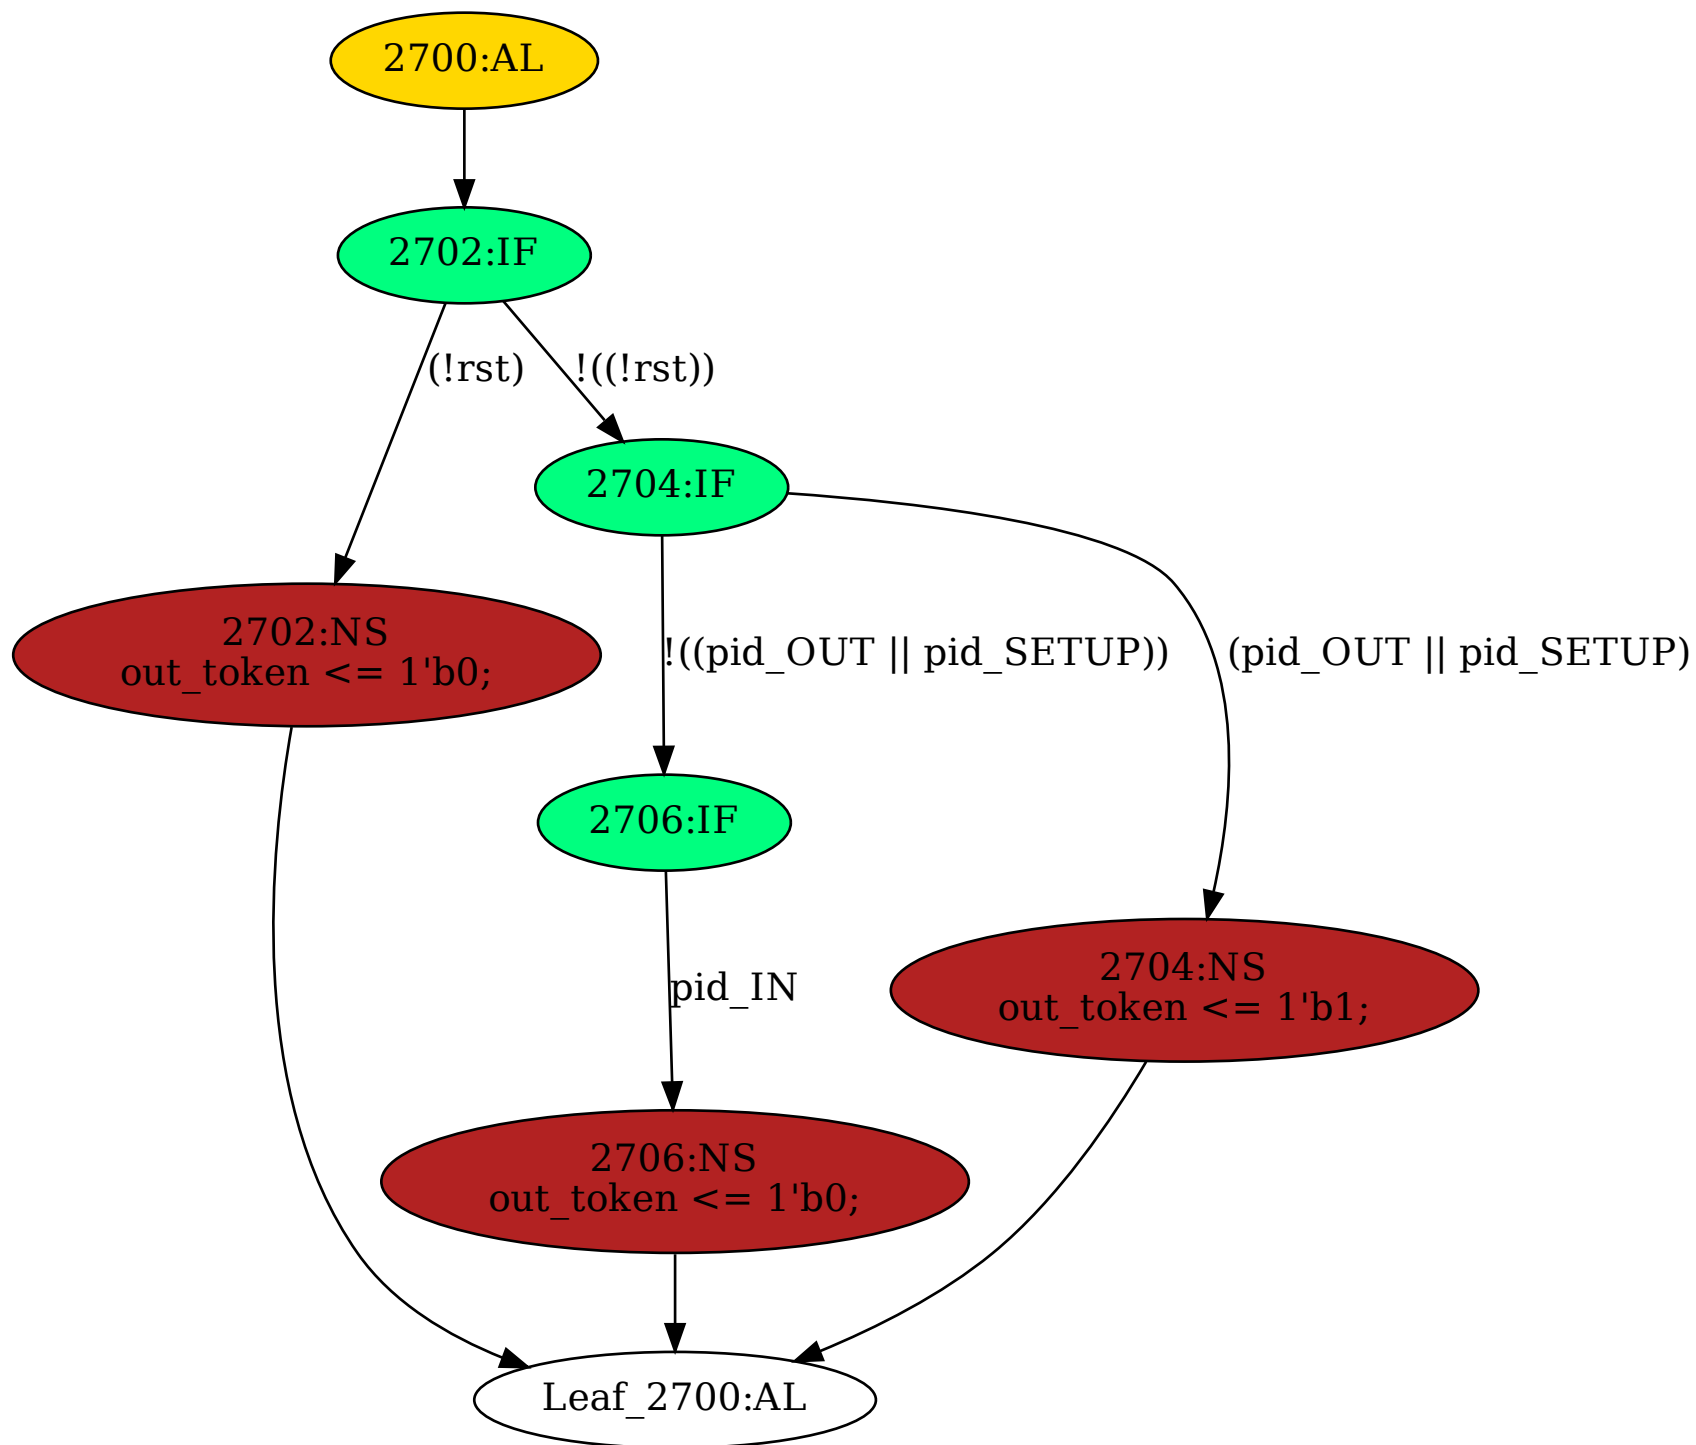 2700:AL
2702:IF
(!rst)
!((!rst))
2704:IF
2702:NS
out_token <= 1'b0;
!((pid_OUT || pid_SETUP))
(pid_OUT || pid_SETUP)
2706:IF
pid_IN
2704:NS
out_token <= 1'b1;
2706:NS
out_token <= 1'b0;
Leaf_2700:AL